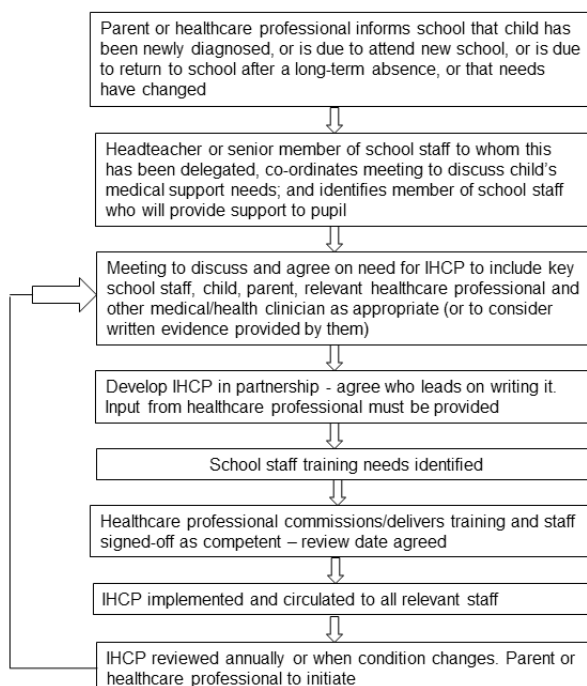 Parent or healthcare professional informs school that child has
been newly diagnosed, or is due to attend new school, or is due
to return to school after a long-term absence, or that needs
have changed
Headteacher or senior member of school staff to whom this
has been delegated, co-ordinates meeting to discuss child's
medical support needs; and identifies member of school staff
who will provide support to pupil
Meeting to discuss and agree on need for IHCP to include key
school staff, child, parent, relevant healthcare professional and
other medical/health clinician as appropriate (or to consider
written evidence provided by them)
Develop IHCP in partnership - agree who leads on writing it.
Input from healthcare professional must be provided
School staff training needs identified
Healthcare professional commissions/delivers training and staff
signed-off as competent – review date agreed
IHCP implemented and circulated to all relevant staff
IHCP reviewed annually or when condition changes. Parent or
healthcare professional to initiate